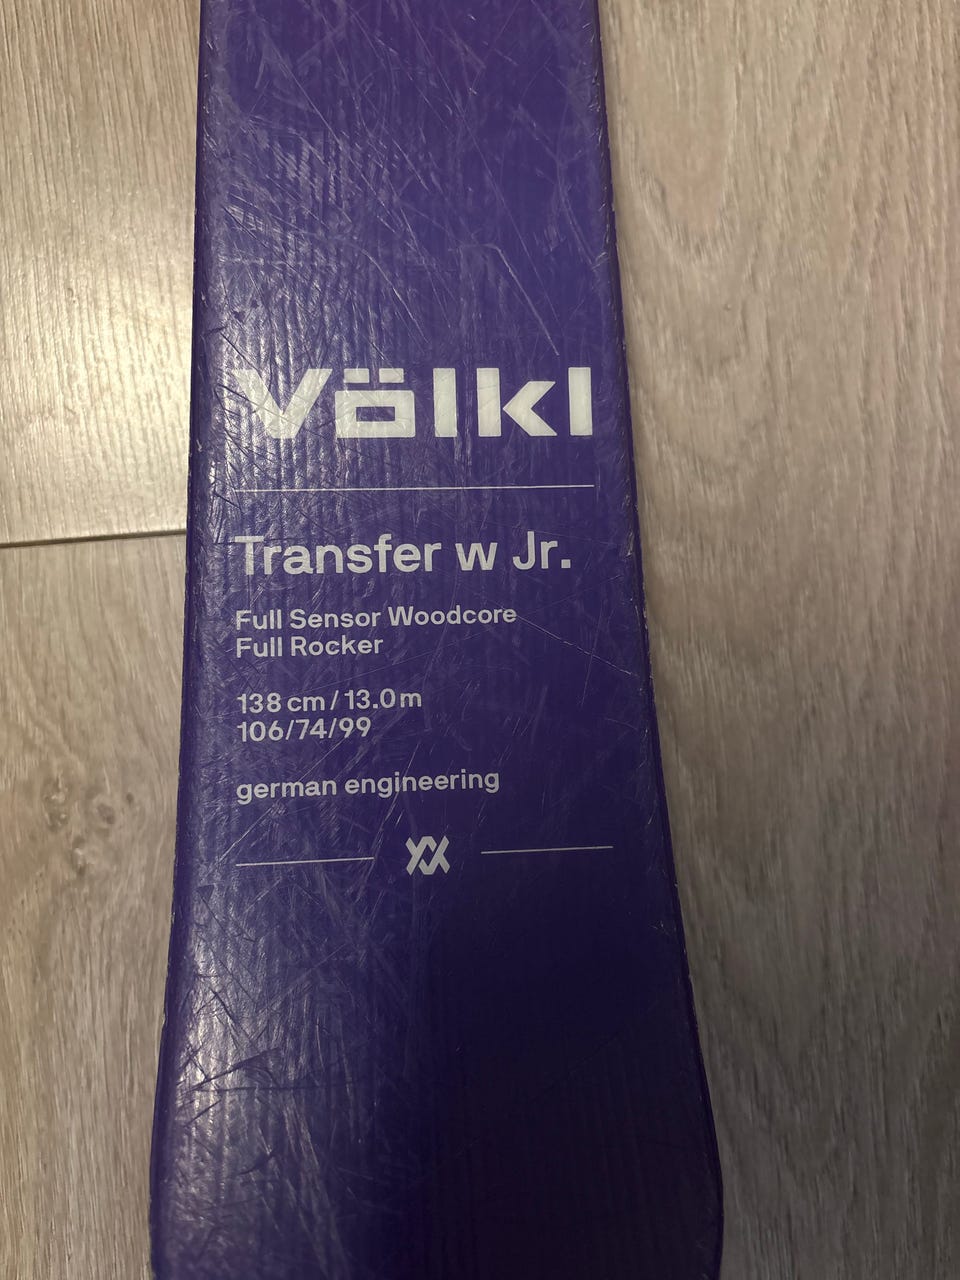 Völkl
Transfer w Jr.
Full Sensor Woodcore
Full Rocker
138 cm / 13.0 m
106/74/99
german engineering